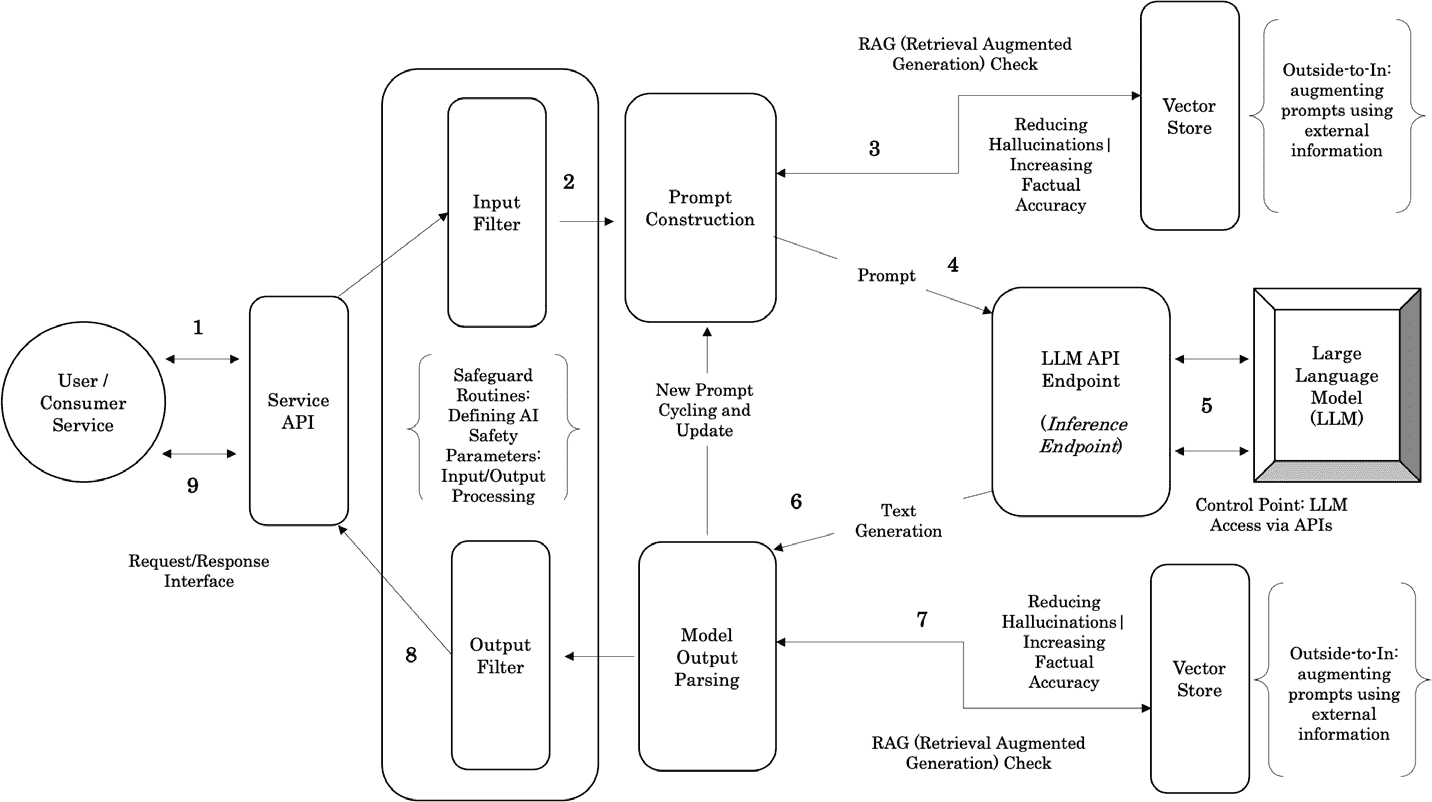 RAG (Retrieval Augmented
Generation) Check
Vector
Store
Outside-to-In:
augmenting
prompts using
external
information
Reducing
Hallucinations|
Increasing
Factual
Accuracy
3
2
Input
Filter
Prompt
Construction
4
Prompt
1
User /
Consumer
Service
Service
API
9
Request/Response
Interface
Safeguard
Routines:
Defining AI
Safety
Parameters:
Input/Output
Processing
New Prompt
Cycling and
Update
LLM API
Endpoint
(Inference
Endpoint)
5
Large
Language
Model
(LLM)
Control Point: LLM
Access via APIs
6
Text
Generation
8
Output
Filter
Model
Output
Parsing
7
Reducing
Hallucinations|
Increasing
Factual
Accuracy
RAG (Retrieval Augmented
Generation) Check
Vector
Store
Outside-to-In:
augmenting
prompts using
external
information